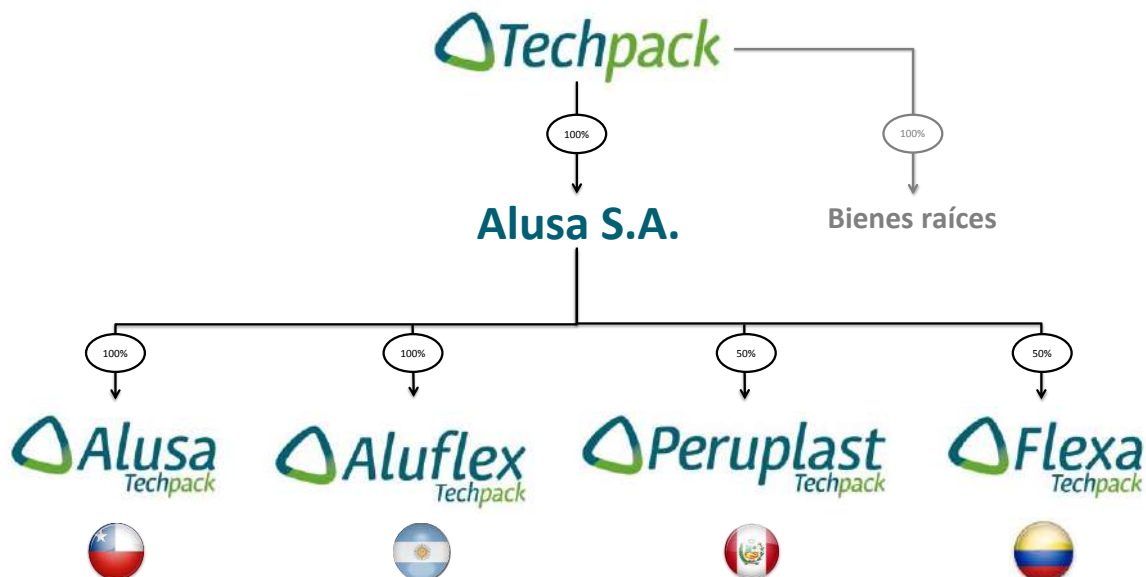 Techpack
100%
100%
Alusa S.A.
Bienes raíces
100%
100%
50%
50%
Alusa
Techpack
Aluflex
Techpack
Peruplast
Techpack
Flexa
Techpack